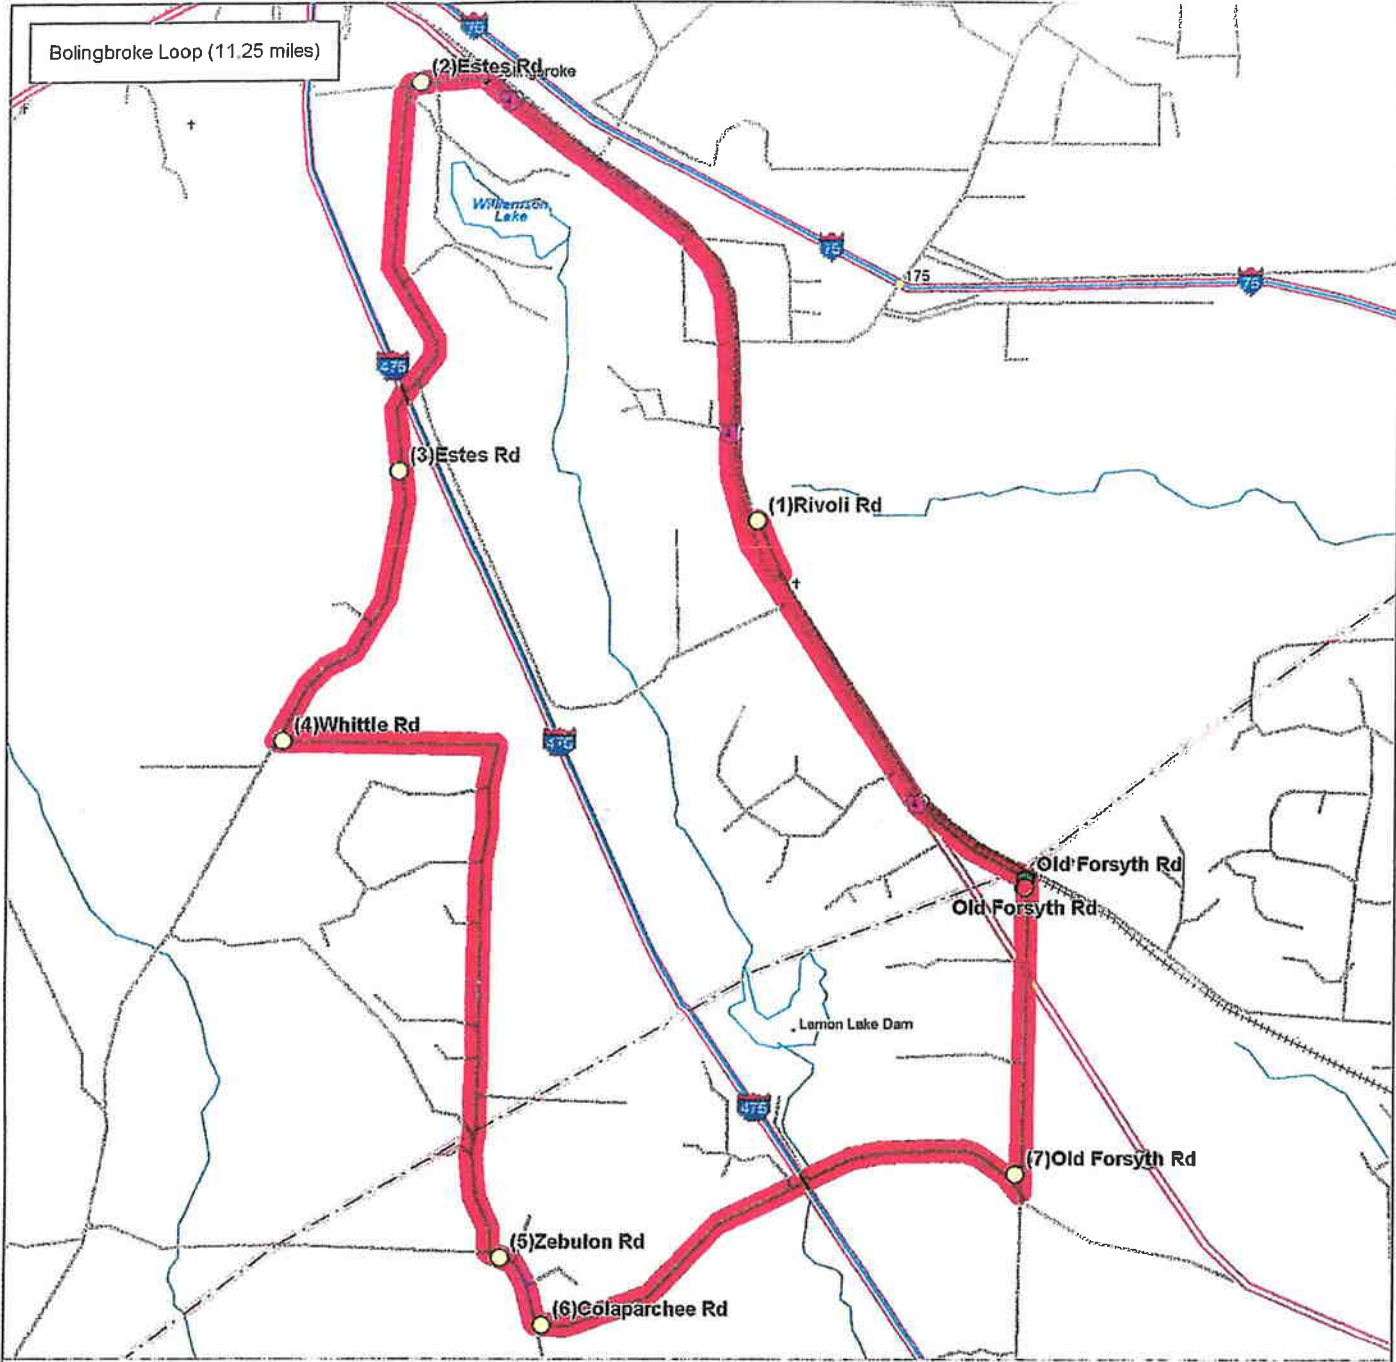 Bolingbroke Loop (11.25 miles)
75
(2)Estes Rd
Williamson
Lake
75
175
75
475
(3)Estes Rd
(1)Rivoli Rd
(4)Whittle Rd
475
Old Forsyth Rd
Old Forsyth Rd
Lamon Lake Dam
475
(7)Old Forsyth Rd
(5)Zebulon Rd
(6)Colaparchee Rd